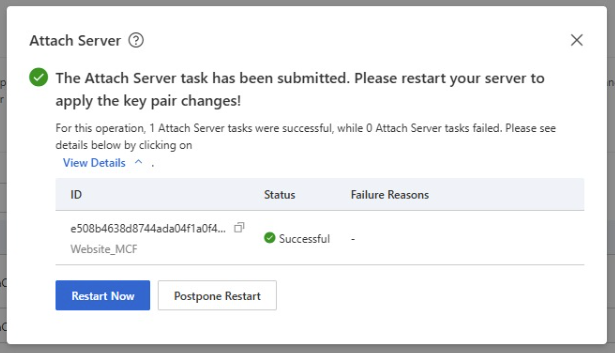 Attach Server
The Attach Server task has been submitted. Please restart your server to
apply the key pair changes!
For this operation, 1 Attach Server tasks were successful, while 0 Attach Server tasks failed. Please see
details below by clicking on
View Details .
ID Status Failure Reasons
e508b4638d8744ada04f1a0f4...
Successful -
Website_MCF
Restart Now Postpone Restart